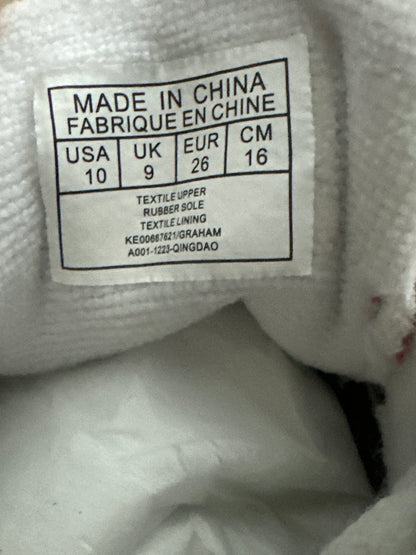 MADE IN CHINA
FABRIQUE EN CHINE
USA UK EUR CM
10 9 26 16
TEXTILE UPPER
RUBBER SOLE
TEXTILE LINING
KE00667621/GRAHAM
A001-1223-QINGDAO